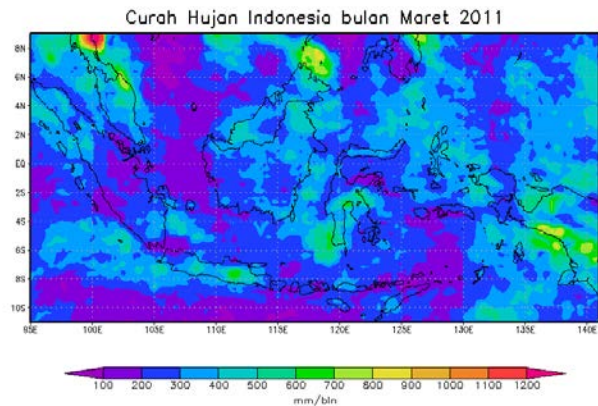 Curah Hujan Indonesia bulan Maret 2011
8N
6N
4N
2N
EQ
2S
4S
6S
8S
10S
95E 100E 105E 110E 115E 120E 125E 130E 135E 140E
100 200 300 400 500 600 700 800 900 1000 1100 1200
mm/bln